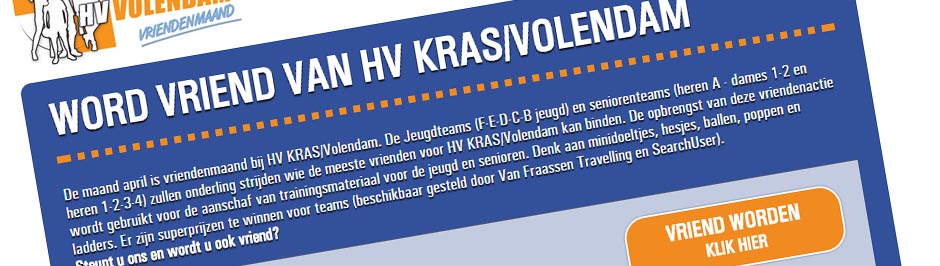 HV VOLENDAM
VRIENDENMAAND
WORD VRIEND VAN HV KRAS/VOLENDAM
De maand april is vriendenmaand bij HV KRAS/Volendam. De Jeugdteams (F-E-D-C-B jeugd) en seniorenteams (heren A - dames 1-2 en
heren 1-2-3-4) zullen onderling strijden wie de meeste vrienden voor HV KRAS/Volendam kan binden. De opbrengst van deze vriendenactie
wordt gebruikt voor de aanschaf van trainingsmateriaal voor de jeugd en senioren. Denk aan minidoeltjes, hesjes, ballen, poppen en
ladders. Er zijn superprijzen te winnen voor teams (beschikbaar gesteld door Van Fraassen Travelling en SearchUser).
Steunt u ons en wordt u ook vriend?
VRIEND WORDEN
KLIK HIER